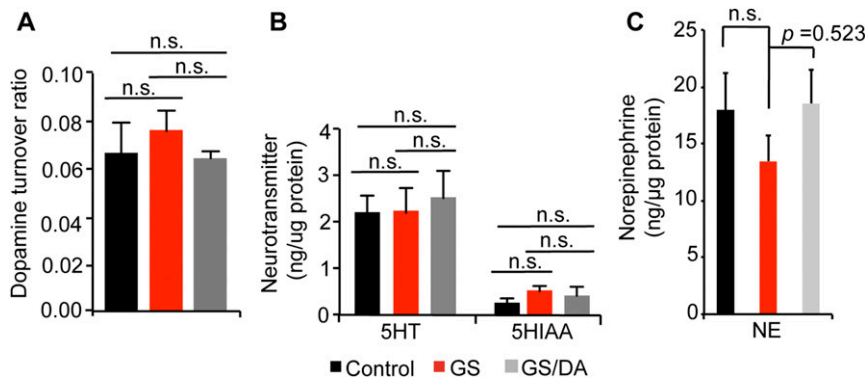 A
n.s.
n.s.
n.s.
Dopamine turnover ratio
0.10
0.08
0.06
0.04
0.02
0.00
B
n.s.
n.s.
n.s.
n.s.
n.s.
n.s.
Neurotransmitter
(ng/ug protein)
4
3
2
1
0
5HT 5HIAA
C
n.s.
p =0.523
Norepinephrine
(ng/µg protein)
25
20
15
10
5
0
NE
Control GS GS/DA